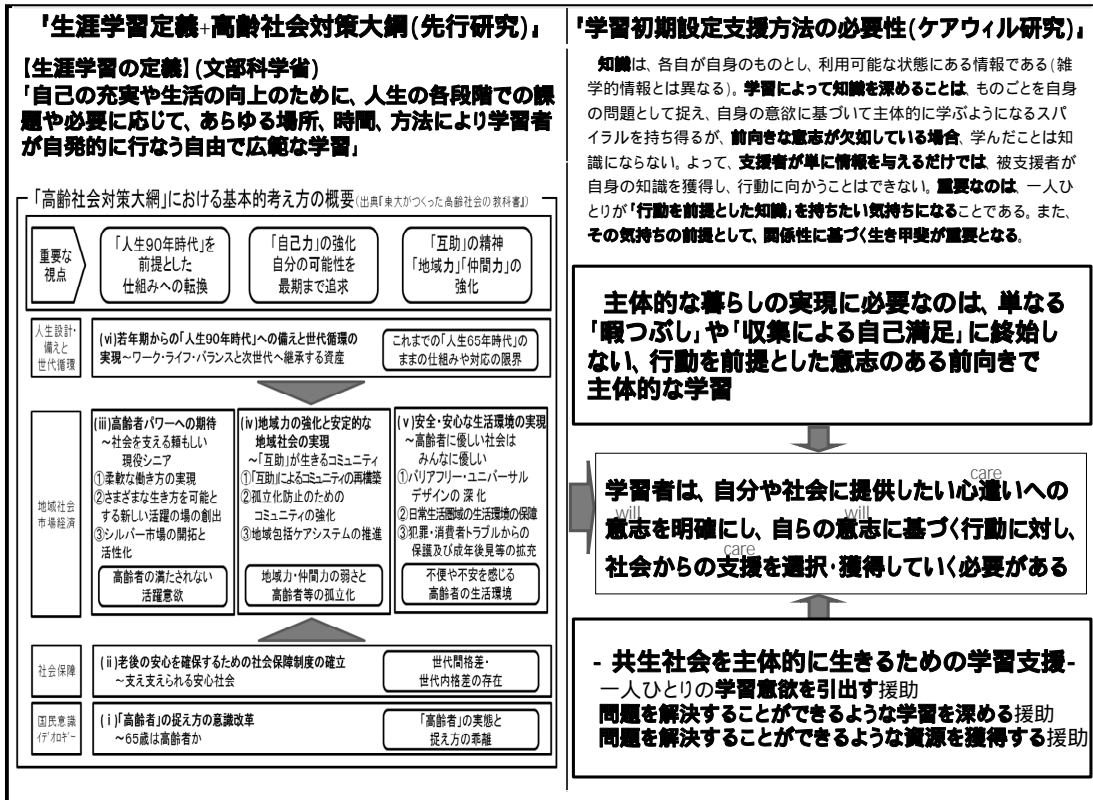 『生涯学習定義+高齢社会対策大綱(先行研究)』
【生涯学習の定義】(文部科学省)
「自己の充実や生活の向上のために、人生の各段階での課
題や必要に応じて、あらゆる場所、時間、方法により学習者
が自発的に行なう自由で広範な学習」
「高齢社会対策大綱」における基本的考え方の概要(出典『東大がつくった高齢社会の教科書』)
重要な
視点
「人生90年時代」を
前提とした
仕組みへの転換
「自己力」の強化
自分の可能性を
最期まで追求
「互助」の精神
「地域力」「仲間力」の
強化
人生設計・
備えと
世代循環
(vi)若年期からの「人生90年時代」への備えと世代循環の
実現～ワーク・ライフ・バランスと次世代へ継承する資産
これまでの「人生65年時代」の
ままの仕組みや対応の限界
地域社会
市場経済
(iii)高齢者パワーへの期待
～社会を支える頼もしい
現役シニア
①柔軟な働き方の実現
②さまざまな生き方を可能と
する新しい活躍の場の創出
③シルバー市場の開拓と
活性化
高齢者の満たされない
活躍意欲
(iv)地域力の強化と安定的な
地域社会の実現
～「互助」が生きるコミュニティ
①「互助」によるコミュニティの再構築
②孤立化防止のための
コミュニティの強化
③地域包括ケアシステムの推進
地域力・仲間力の弱さと
高齢者等の孤立化
(v)安全・安心な生活環境の実現
～高齢者に優しい社会は
みんなに優しい
①バリアフリー・ユニバーサル
デザインの深化
②日常生活圏域の生活環境の保障
③犯罪・消費者トラブルからの
保護及び成年後見等の拡充
不便や不安を感じる
高齢者の生活環境
社会保障
(ii)老後の安心を確保するための社会保障制度の確立
～支え支えられる安心社会
世代間格差・
世代内格差の存在
国民意識
イデオロギー
(i)「高齢者」の捉え方の意識改革
～65歳は高齢者か
「高齢者」の実態と
捉え方の乖離
『学習初期設定支援方法の必要性(ケアウィル研究)』
知識は、各自が自身のものとし、利用可能な状態にある情報である(雑
学的情報とは異なる)。学習によって知識を深めることは、ものごとを自身
の問題として捉え、自身の意欲に基づいて主体的に学ぶようになるスパ
イラルを持ち得るが、前向きな意志が欠如している場合、学んだことは知
識にならない。よって、支援者が単に情報を与えるだけでは、被支援者が
自身の知識を獲得し、行動に向かうことはできない。重要なのは、一人ひ
とりが「行動を前提とした知識」を持ちたい気持ちになることである。また、
その気持ちの前提として、関係性に基づく生き甲斐が重要となる。
主体的な暮らしの実現に必要なのは、単なる
「暇つぶし」や「収集による自己満足」に終始し
ない、行動を前提とした意志のある前向きで
主体的な学習
care
学習者は、自分や社会に提供したい心遣いへの
will will
意志を明確にし、自らの意志に基づく行動に対し、
care
社会からの支援を選択・獲得していく必要がある
- 共生社会を主体的に生きるための学習支援-
一人ひとりの学習意欲を引出す援助
問題を解決することができるような学習を深める援助
問題を解決することができるような資源を獲得する援助